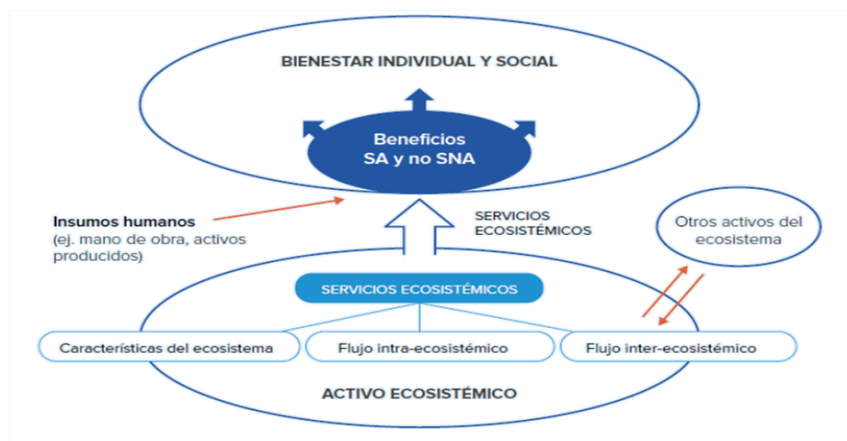 BIENESTAR INDIVIDUAL Y SOCIAL
Beneficios
SA y no SNA
Insumos humanos
(ej. mano de obra, activos
producidos)
SERVICIOS
ECOSISTÉMICOS
Otros activos del
ecosistema
SERVICIOS ECOSISTÉMICOS
Características del ecosistema
Flujo intra-ecosistémico
Flujo inter-ecosistémico
ACTIVO ECOSISTÉMICO